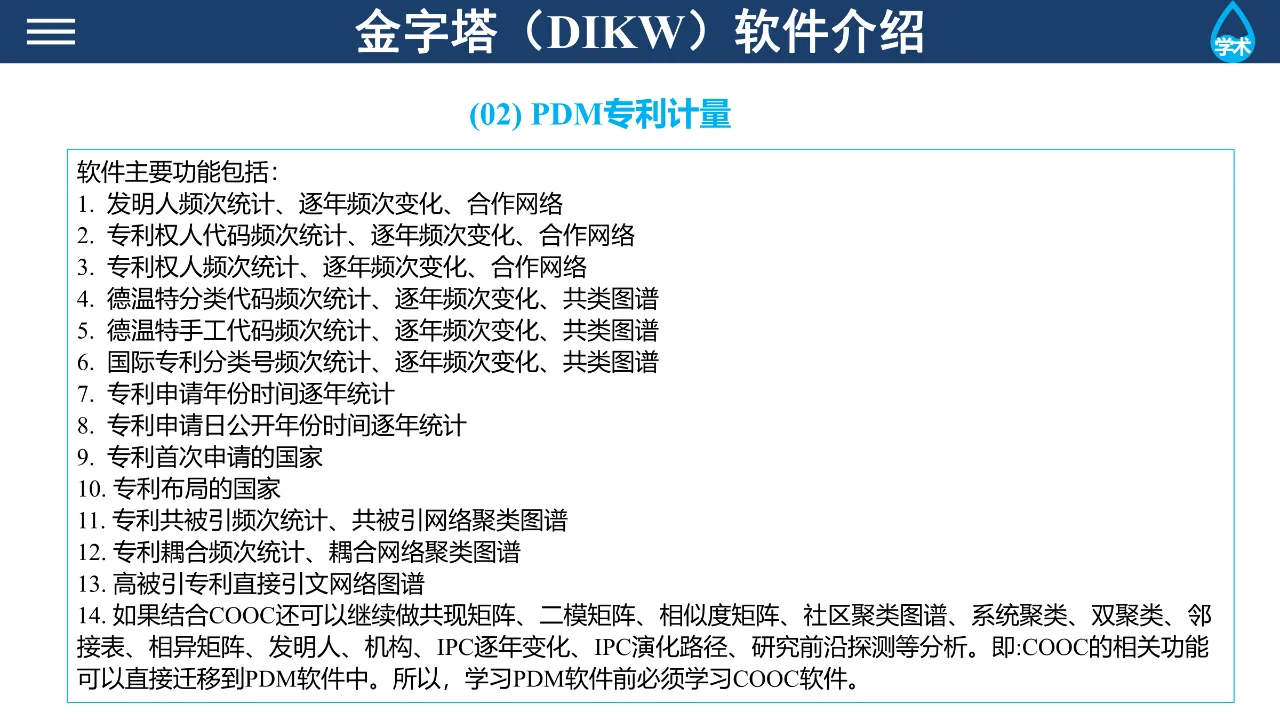 金字塔（DIKW）软件介绍
学术
(02) PDM专利计量
软件主要功能包括：
1. 发明人频次统计、逐年频次变化、合作网络
2. 专利权人代码频次统计、逐年频次变化、合作网络
3. 专利权人频次统计、逐年频次变化、合作网络
4. 德温特分类代码频次统计、逐年频次变化、共类图谱
5. 德温特手工代码频次统计、逐年频次变化、共类图谱
6. 国际专利分类号频次统计、逐年频次变化、共类图谱
7. 专利申请年份时间逐年统计
8. 专利申请日公开年份时间逐年统计
9. 专利首次申请的国家
10. 专利布局的国家
11. 专利共被引频次统计、共被引网络聚类图谱
12. 专利耦合频次统计、耦合网络聚类图谱
13. 高被引专利直接引文网络图谱
14. 如果结合COOC还可以继续做共现矩阵、二模矩阵、相似度矩阵、社区聚类图谱、系统聚类、双聚类、邻
接表、相异矩阵、发明人、机构、IPC逐年变化、IPC演化路径、研究前沿探测等分析。即:COOC的相关功能
可以直接迁移到PDM软件中。所以，学习PDM软件前必须学习COOC软件。